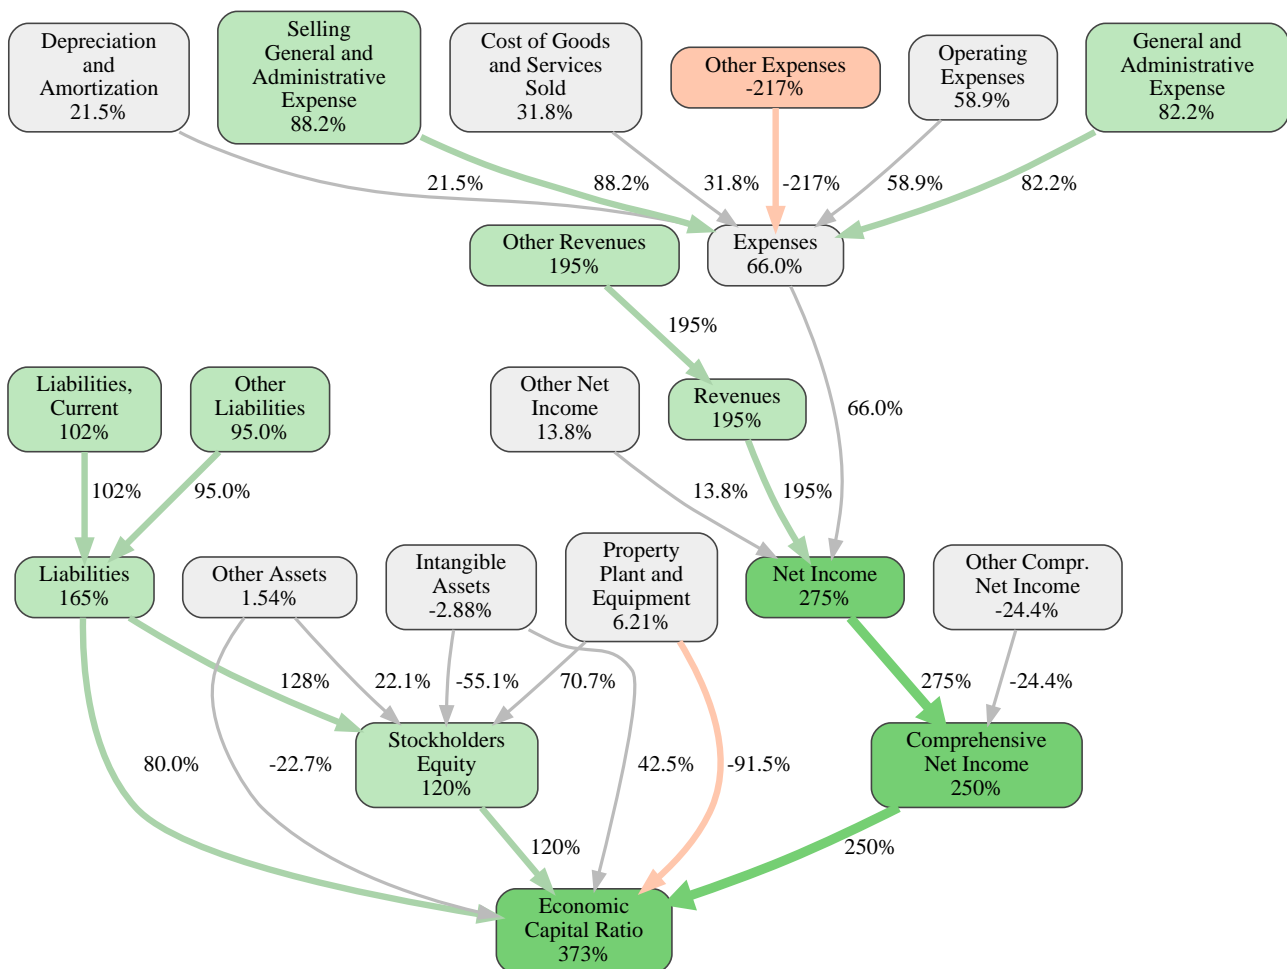 Depreciation
and
Amortization
21.5%
Selling
General and
Administrative
Expense
88.2%
Cost of Goods
and Services
Sold
31.8%
Other Expenses
-217%
Operating
Expenses
58.9%
General and
Administrative
Expense
82.2%
21.5%
88.2%
31.8%
-217%
58.9%
82.2%
Other Revenues
195%
Expenses
66.0%
195%
Liabilities,
Current
102%
Other
Liabilities
95.0%
Other Net
Income
13.8%
Revenues
195%
66.0%
102%
95.0%
13.8%
195%
Liabilities
165%
Other Assets
1.54%
Intangible
Assets
-2.88%
Property
Plant and
Equipment
6.21%
Net Income
275%
Other Compr.
Net Income
-24.4%
128%
22.1%
-55.1%
70.7%
275%
-24.4%
Stockholders
Equity
120%
Comprehensive
Net Income
250%
80.0%
-22.7%
42.5%
-91.5%
120%
250%
Economic
Capital Ratio
373%